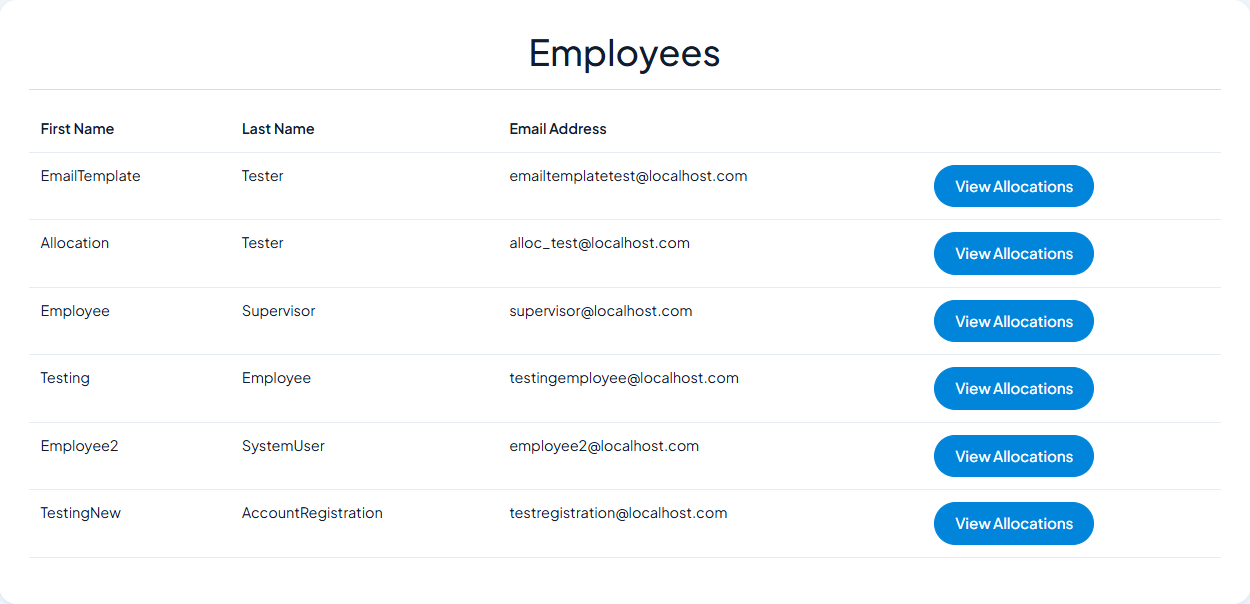 Employees
First Name Last Name Email Address
EmailTemplate Tester emailtemplatetest@localhost.com View Allocations
Allocation Tester alloc_test@localhost.com View Allocations
Employee Supervisor supervisor@localhost.com View Allocations
Testing Employee testingemployee@localhost.com View Allocations
Employee2 SystemUser employee2@localhost.com View Allocations
TestingNew AccountRegistration testregistration@localhost.com View Allocations